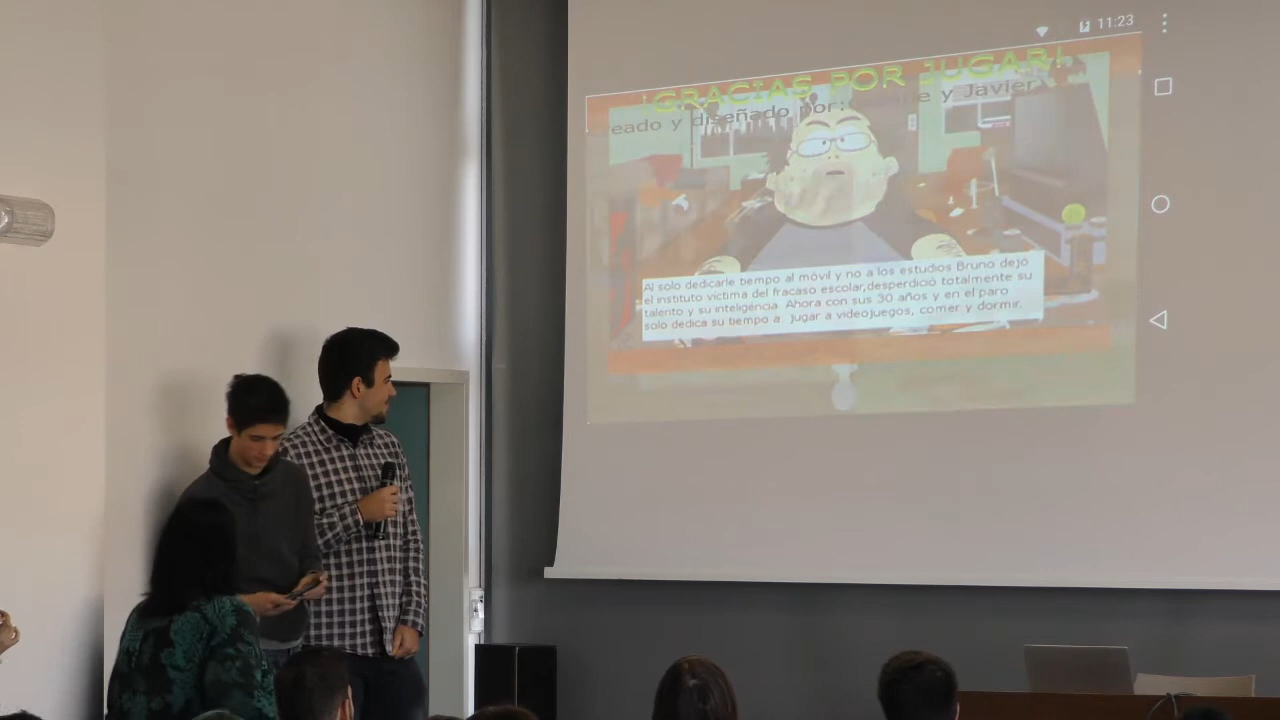 11:23
¡GRACIAS POR JUGAR!
eado y diseñado por: e y Javier
Al solo dedicarle tiempo al móvil y no a los estudios Bruno dejo
el instituto victima del fracaso escolar,desperdició totalmente su
talento y su inteligencia. Ahora con sus 30 años y en el paro
solo dedica su tiempo a jugar a videojuegos, comer y dormir.